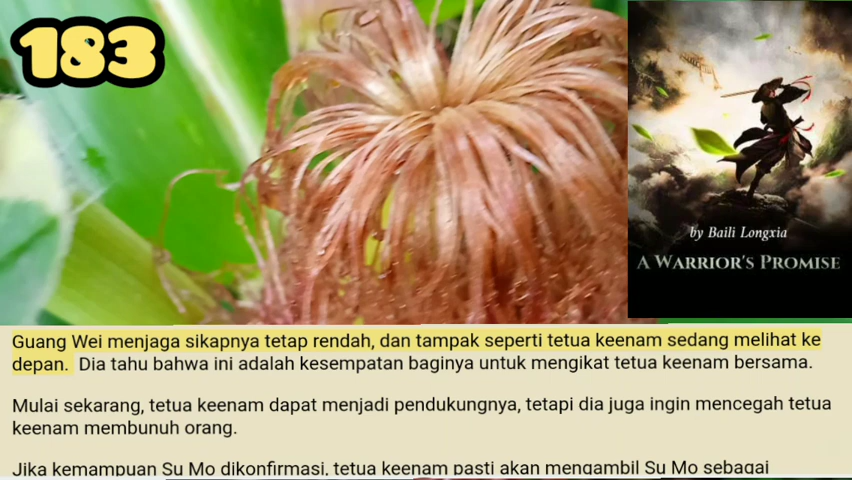 183
by Baili Longxia
A WARRIOR'S PROMISE
Guang Wei menjaga sikapnya tetap rendah, dan tampak seperti tetua keenam sedang melihat ke
depan. Dia tahu bahwa ini adalah kesempatan baginya untuk mengikat tetua keenam bersama.
Mulai sekarang, tetua keenam dapat menjadi pendukungnya, tetapi dia juga ingin mencegah tetua
keenam membunuh orang.
Jika kemampuan Su Mo dikonfirmasi, tetua keenam pasti akan mengambil Su Mo sebagai